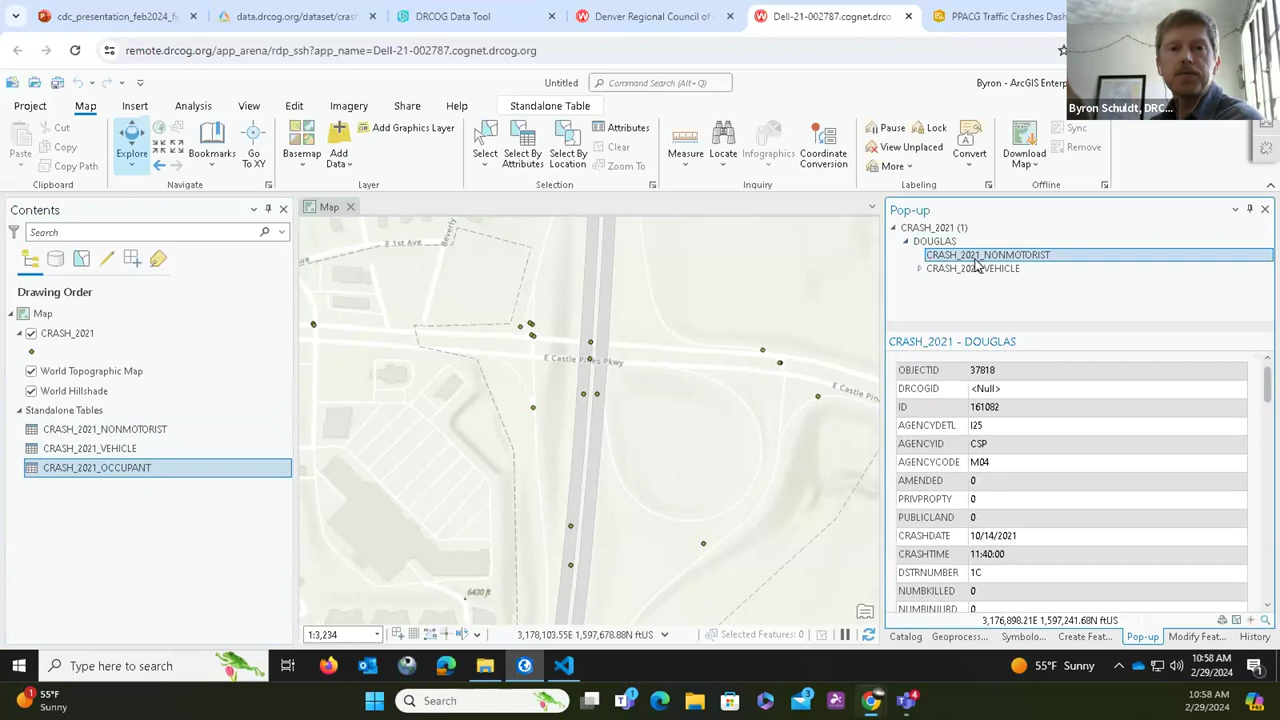 cdc_presentation_feb2024_fi
data.drcog.org/dataset/crash
DRCOG Data Tool
Denver Regional Council of
Dell-21-002787.cognet.drco
PPACG Traffic Crashes Dash
remote.drcog.org/app_arena/rdp_ssh?app_name=Dell-21-002787.cognet.drcog.org
Untitled
Command Search (Alt+Q)
Byron - ArcGIS Enterp
Byron Schuldt, DRC...
Project
Map
Insert
Analysis
View
Edit
Imagery
Share
Help
Standalone Table
Paste
Cut
Copy
Copy Path
Clipboard
Explore
Bookmarks
Go To XY
Navigate
Basemap
Add Data
Add Graphics Layer
Layer
Select
Select By Attributes
Select By Location
Attributes
Clear
Zoom To
Selection
Measure
Locate
Infographics
Coordinate Conversion
Inquiry
Pause
Lock
View Unplaced
More
Convert
Labeling
Download Map
Sync
Remove
Offline
Contents
Search
Drawing Order
Map
CRASH_2021
World Topographic Map
World Hillshade
Standalone Tables
CRASH_2021_NONMOTORIST
CRASH_2021_VEHICLE
CRASH_2021_OCCUPANT
Map
E 1st Ave
Beverly
E Castle Pines Pkwy
E Castle Pin
6430 ft
1:3,234
3,178,103.55E 1,597,678.88N ftUS
Selected Features: 0
Pop-up
CRASH_2021 (1)
DOUGLAS
CRASH_2021_NONMOTORIST
CRASH_2021_VEHICLE
CRASH_2021 - DOUGLAS
OBJECTID 37818
DRCOGID <Null>
ID 161082
AGENCYDETL I25
AGENCYID CSP
AGENCYCODE M04
AMENDED 0
PRIVPROPTY 0
PUBLICLAND 0
CRASHDATE 10/14/2021
CRASHTIME 11:40:00
DSTRNUMBER 1C
NUMBKILLED 0
NUMBINJURD 0
3,176,898.21E 1,597,241.68N ftUS
Catalog
Geoprocess...
Symbolo...
Create Feat...
Pop-up
Modify Feat...
History
Type here to search
55°F Sunny
10:58 AM
2/29/2024
55°F
Sunny
Search
10:58 AM
2/29/2024